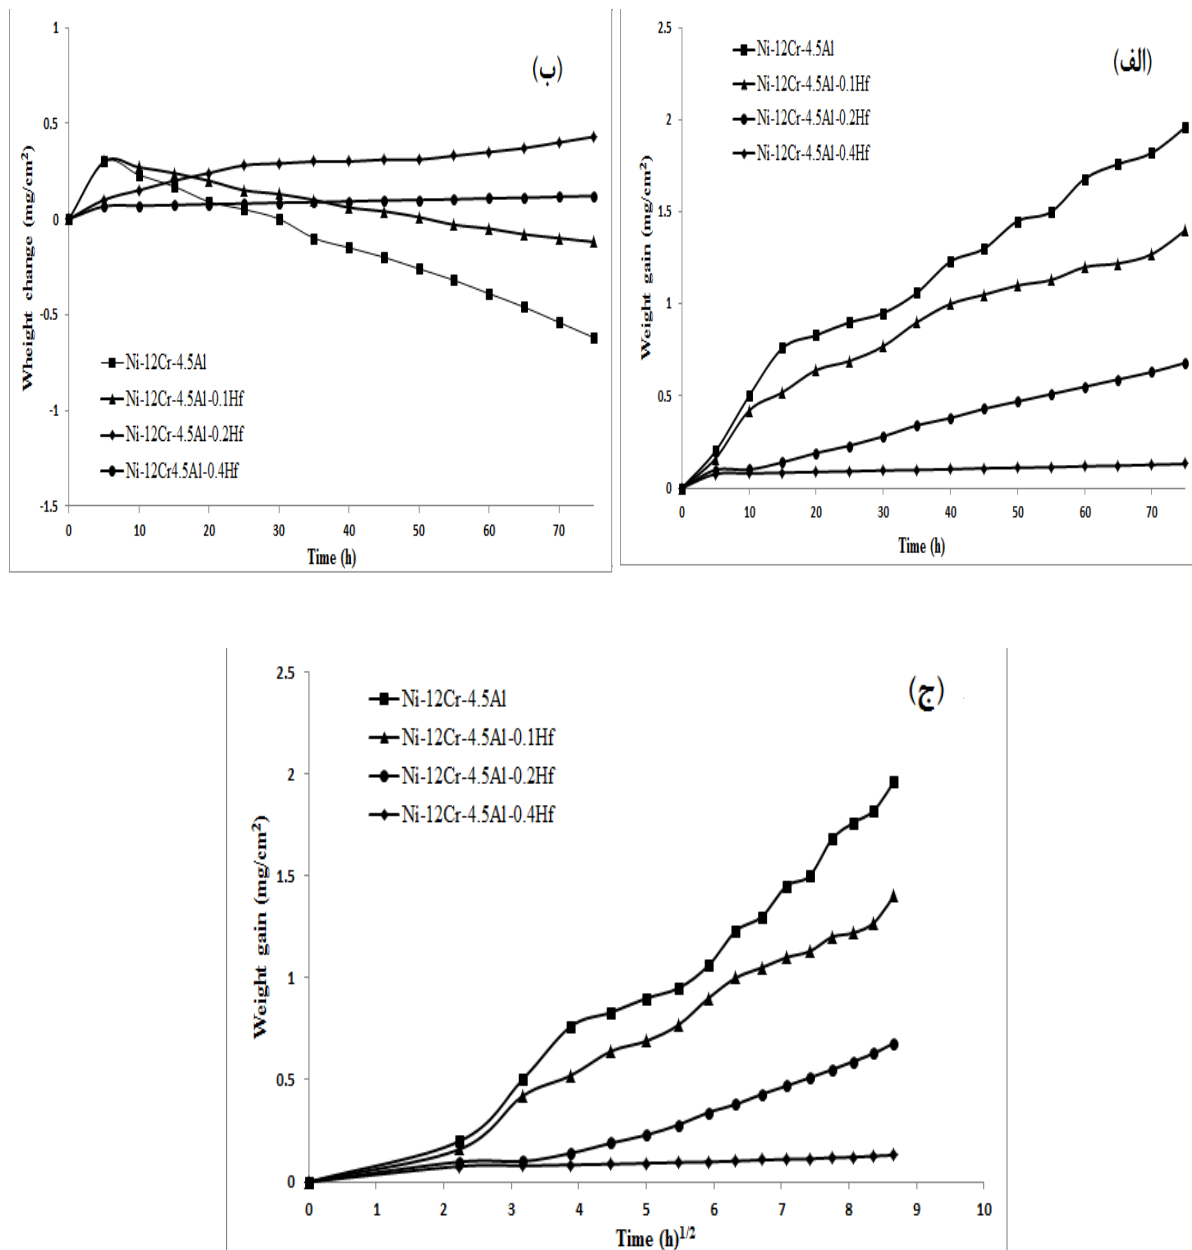 (ب)
Wheight change (mg/cm²)
1
0.5
0
-0.5
-1
-1.5
Ni-12Cr-4.5Al
Ni-12Cr-4.5Al-0.1Hf
Ni-12Cr-4.5Al-0.2Hf
Ni-12Cr4.5Al-0.4Hf
0 10 20 30 40 50 60 70
Time (h)
(الف)
Weight gain (mg/cm²)
2.5
2
1.5
1
0.5
0
Ni-12Cr-4.5Al
Ni-12Cr-4.5Al-0.1Hf
Ni-12Cr-4.5Al-0.2Hf
Ni-12Cr-4.5Al-0.4Hf
0 10 20 30 40 50 60 70
Time (h)
(ج)
Weight gain (mg/cm²)
2.5
2
1.5
1
0.5
0
Ni-12Cr-4.5Al
Ni-12Cr-4.5Al-0.1Hf
Ni-12Cr-4.5Al-0.2Hf
Ni-12Cr-4.5Al-0.4Hf
0 1 2 3 4 5 6 7 8 9 10
Time (h)¹ᐟ²